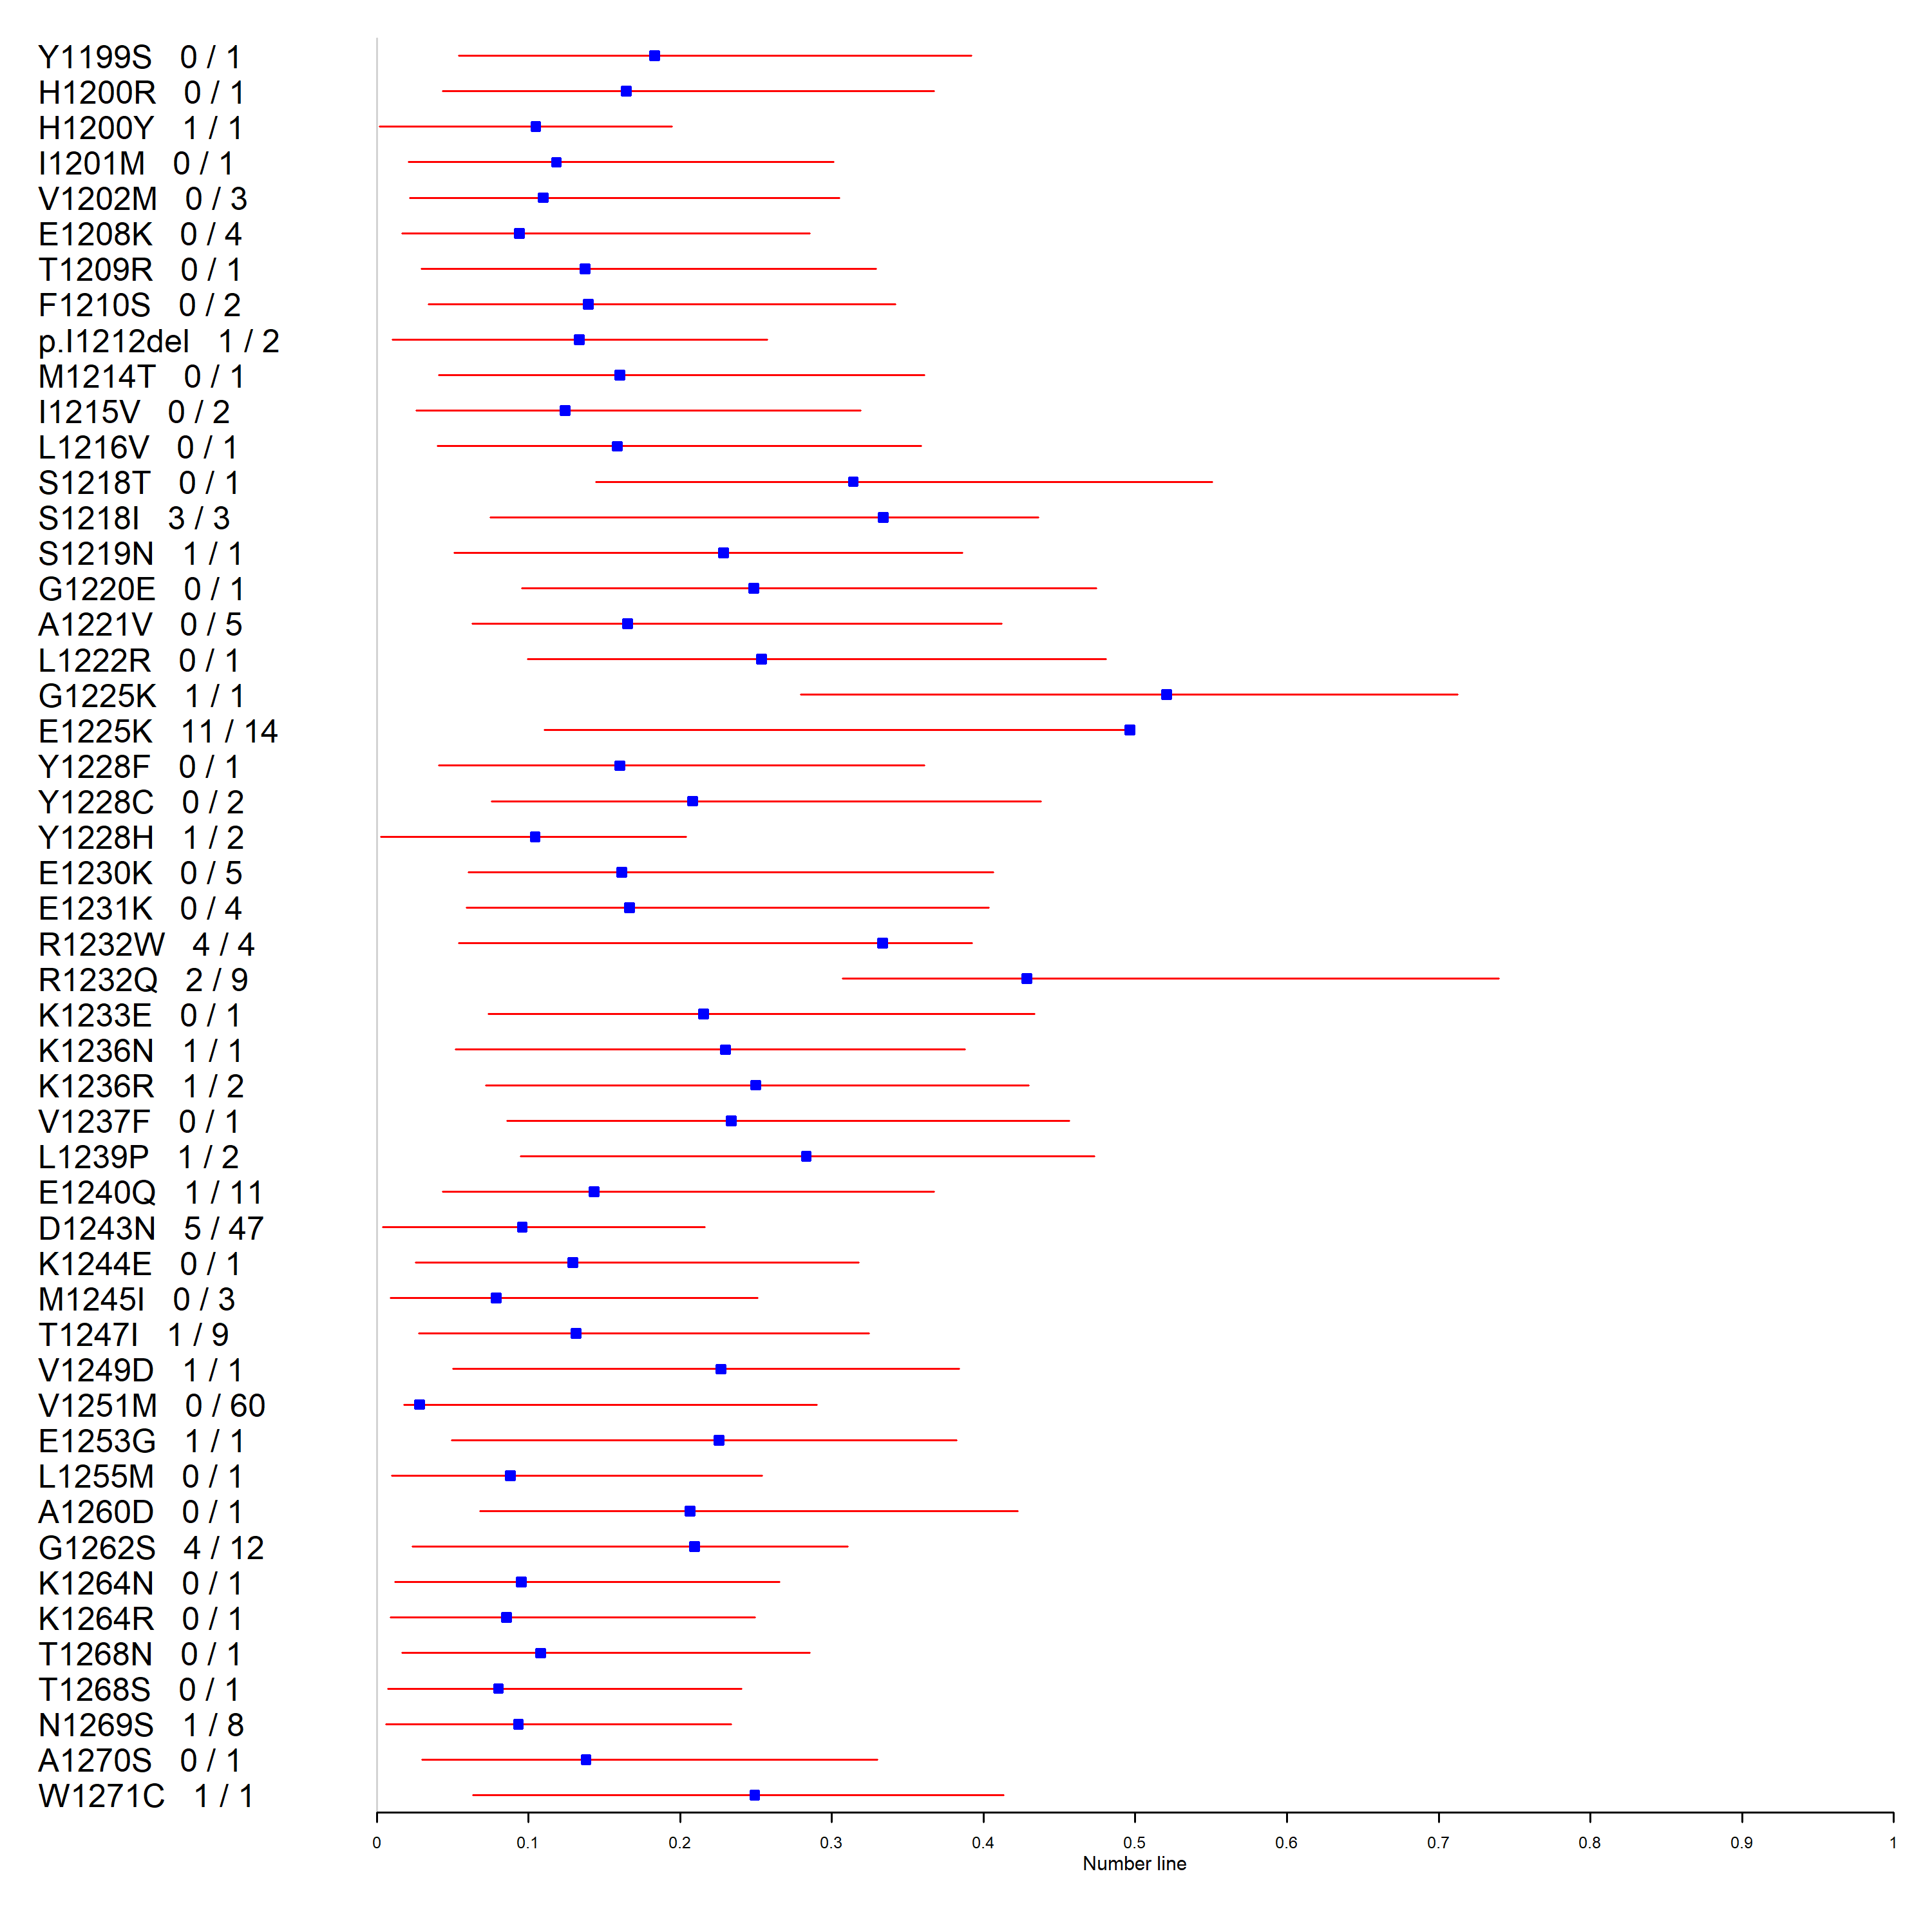 Y1199S 0 / 1
H1200R 0 / 1
H1200Y 1 / 1
I1201M 0 / 1
V1202M 0 / 3
E1208K 0 / 4
T1209R 0 / 1
F1210S 0 / 2
p.I1212del 1 / 2
M1214T 0 / 1
I1215V 0 / 2
L1216V 0 / 1
S1218T 0 / 1
S1218I 3 / 3
S1219N 1 / 1
G1220E 0 / 1
A1221V 0 / 5
L1222R 0 / 1
G1225K 1 / 1
E1225K 11 / 14
Y1228F 0 / 1
Y1228C 0 / 2
Y1228H 1 / 2
E1230K 0 / 5
E1231K 0 / 4
R1232W 4 / 4
R1232Q 2 / 9
K1233E 0 / 1
K1236N 1 / 1
K1236R 1 / 2
V1237F 0 / 1
L1239P 1 / 2
E1240Q 1 / 11
D1243N 5 / 47
K1244E 0 / 1
M1245I 0 / 3
T1247I 1 / 9
V1249D 1 / 1
V1251M 0 / 60
E1253G 1 / 1
L1255M 0 / 1
A1260D 0 / 1
G1262S 4 / 12
K1264N 0 / 1
K1264R 0 / 1
T1268N 0 / 1
T1268S 0 / 1
N1269S 1 / 8
A1270S 0 / 1
W1271C 1 / 1
0 0.1 0.2 0.3 0.4 0.5 0.6 0.7 0.8 0.9 1
Number line